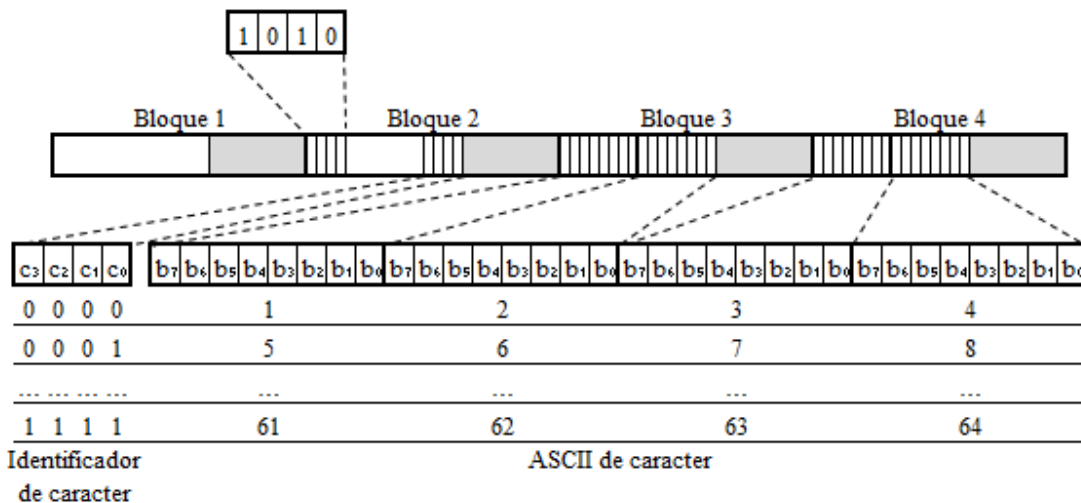 1 0 1 0
Bloque 1 Bloque 2 Bloque 3 Bloque 4
c₃ c₂ c₁ c₀ b₇ b₆ b₅ b₄ b₃ b₂ b₁ b₀ b₇ b₆ b₅ b₄ b₃ b₂ b₁ b₀ b₇ b₆ b₅ b₄ b₃ b₂ b₁ b₀ b₇ b₆ b₅ b₄ b₃ b₂ b₁ b₀
0 0 0 0 1 2 3 4
0 0 0 1 5 6 7 8
... ... ... ... ... ... ... ...
1 1 1 1 61 62 63 64
Identificador ASCII de caracter
de caracter